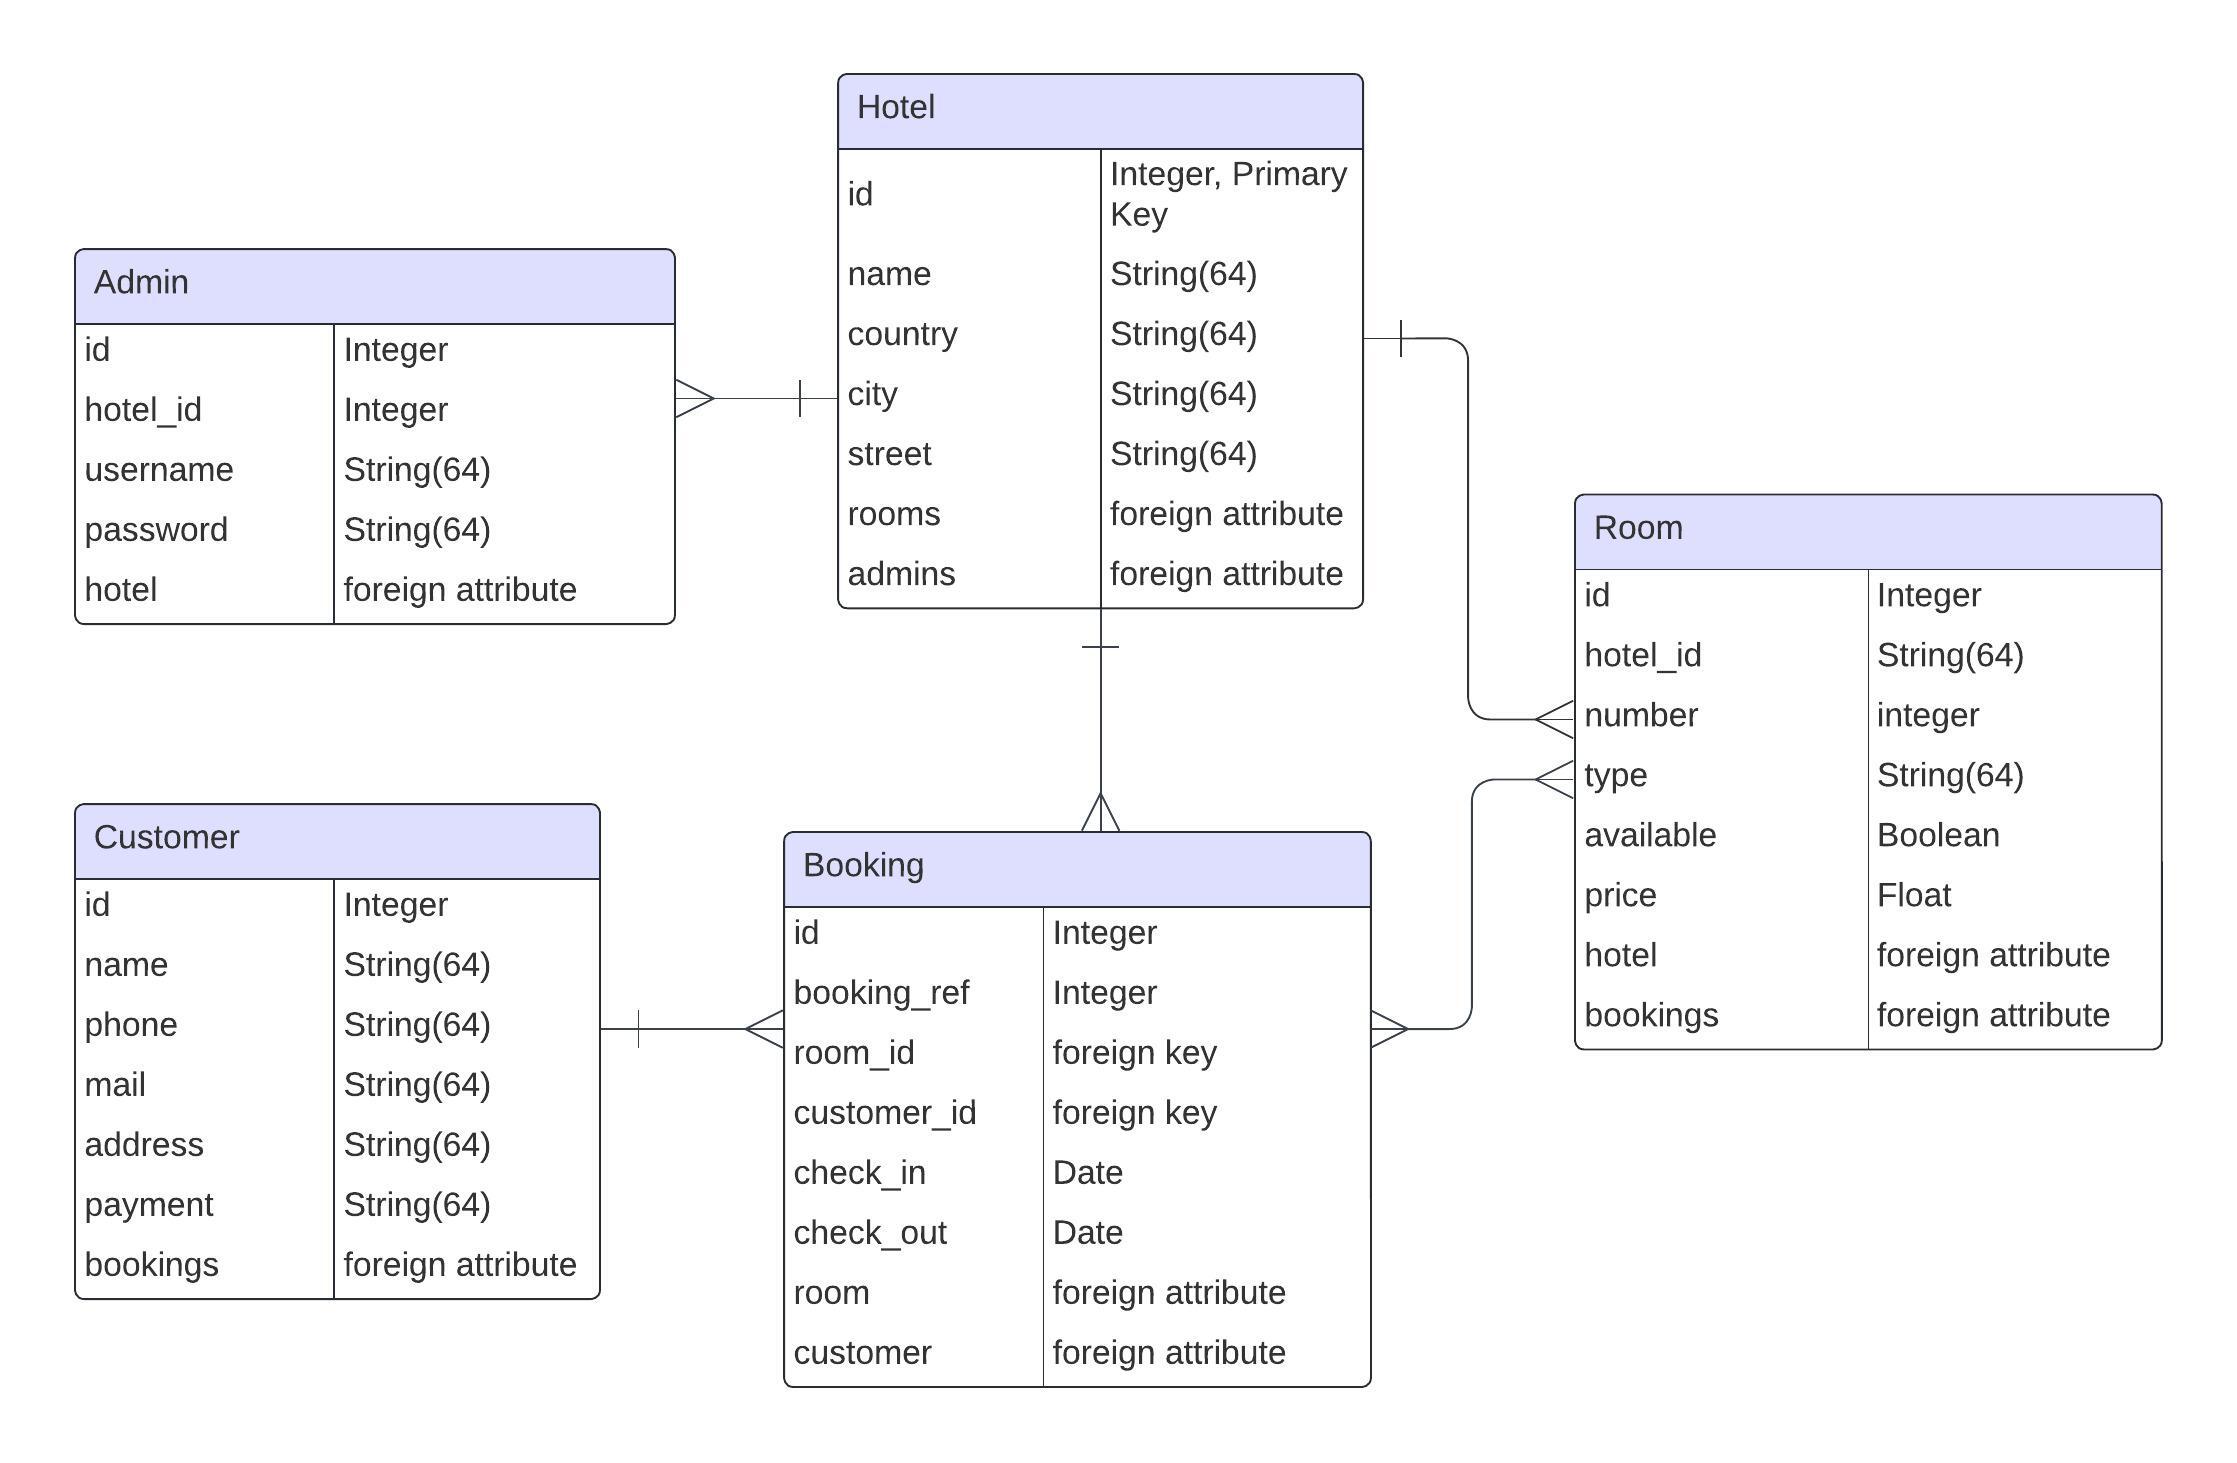 Hotel
id Integer, Primary
Key
name String(64)
country String(64)
city String(64)
street String(64)
rooms foreign attribute
admins foreign attribute
Admin
id Integer
hotel_id Integer
username String(64)
password String(64)
hotel foreign attribute
Room
id Integer
hotel_id String(64)
number integer
type String(64)
available Boolean
price Float
hotel foreign attribute
bookings foreign attribute
Customer
id Integer
name String(64)
phone String(64)
mail String(64)
address String(64)
payment String(64)
bookings foreign attribute
Booking
id Integer
booking_ref Integer
room_id foreign key
customer_id foreign key
check_in Date
check_out Date
room foreign attribute
customer foreign attribute